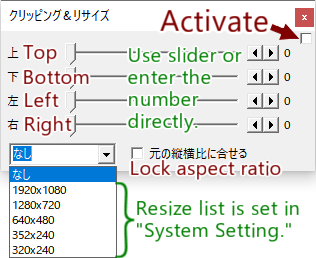 クリッピング＆リサイズ
Activate
上 Top 0
下 Bottom 0
左 Left 0
右 Right 0
Use slider or
enter the
number
directly.
なし
元の縦横比に合せる
Lock aspect ratio
なし
1920x1080
1280x720
640x480
352x240
320x240
Resize list is set in
"System Setting."